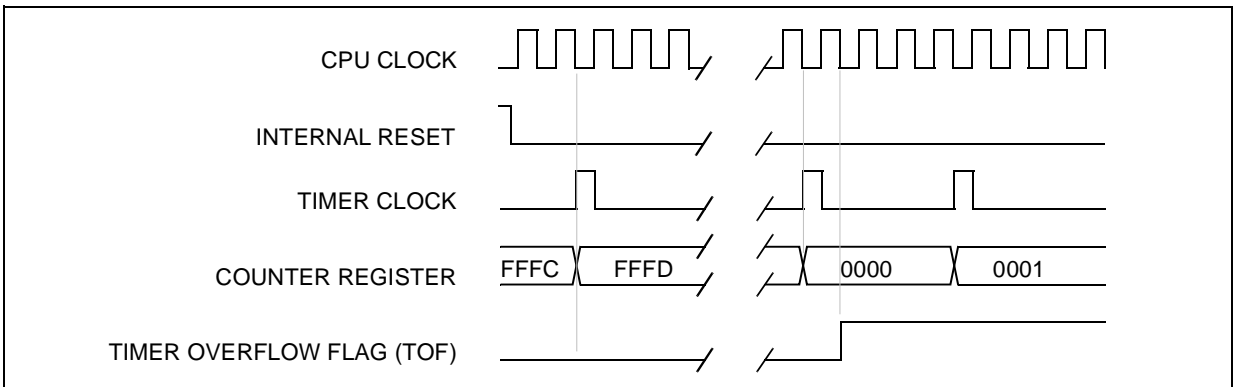 CPU CLOCK
INTERNAL RESET
TIMER CLOCK
COUNTER REGISTER FFFC FFFD 0000 0001
TIMER OVERFLOW FLAG (TOF)